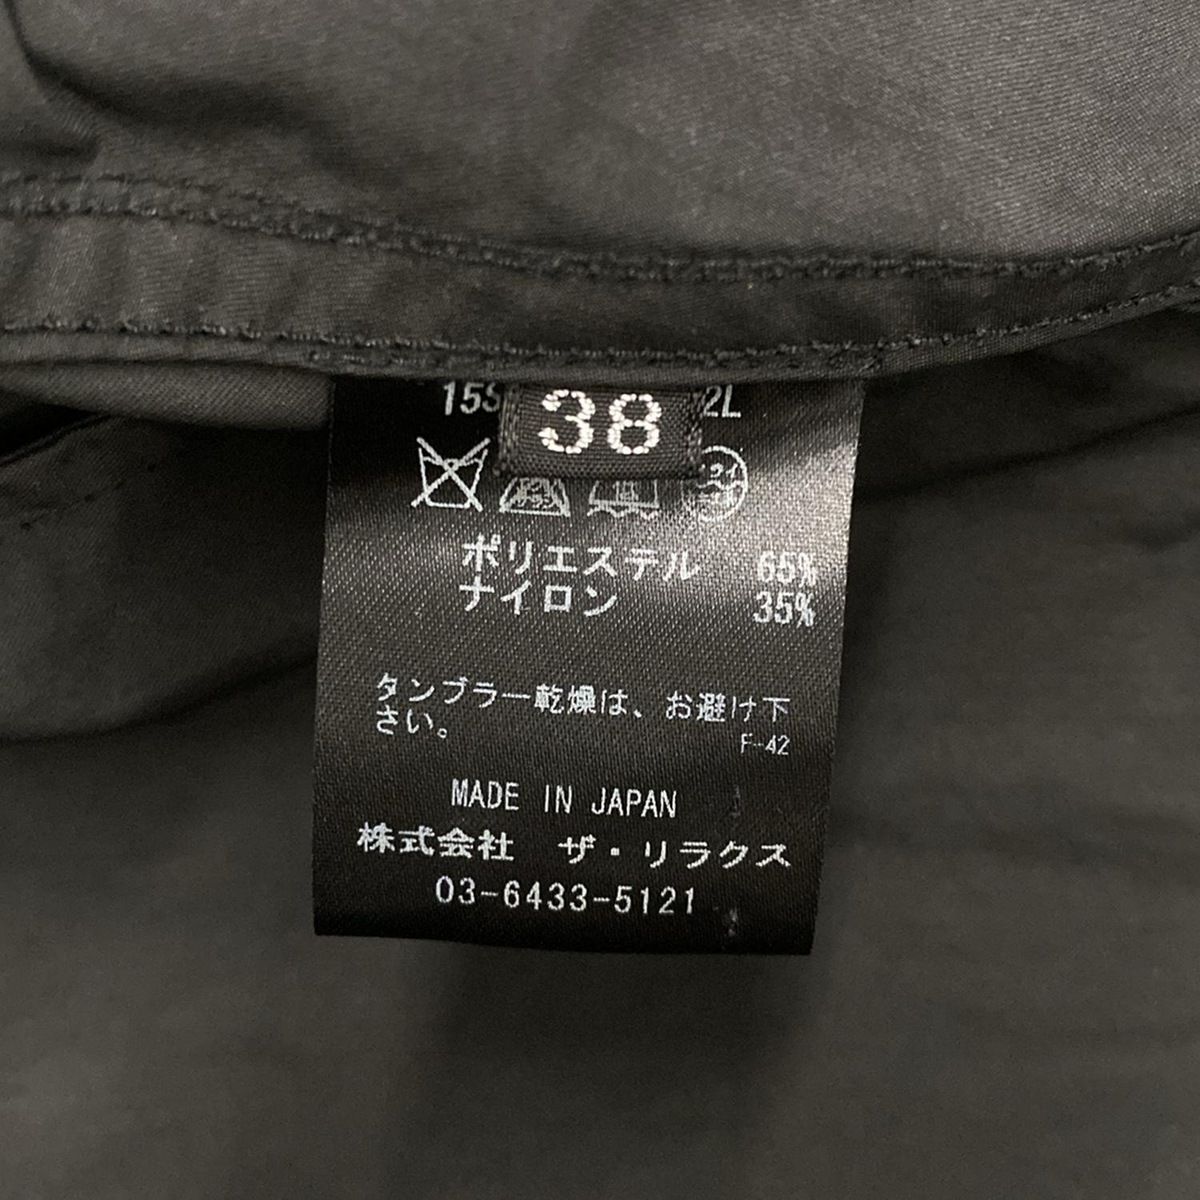 15S 38 2L
ポリエステル 65%
ナイロン 35%
タンブラー乾燥は、お避け下
さい。
F-42
MADE IN JAPAN
株式会社 ザ・リラクス
03-6433-5121